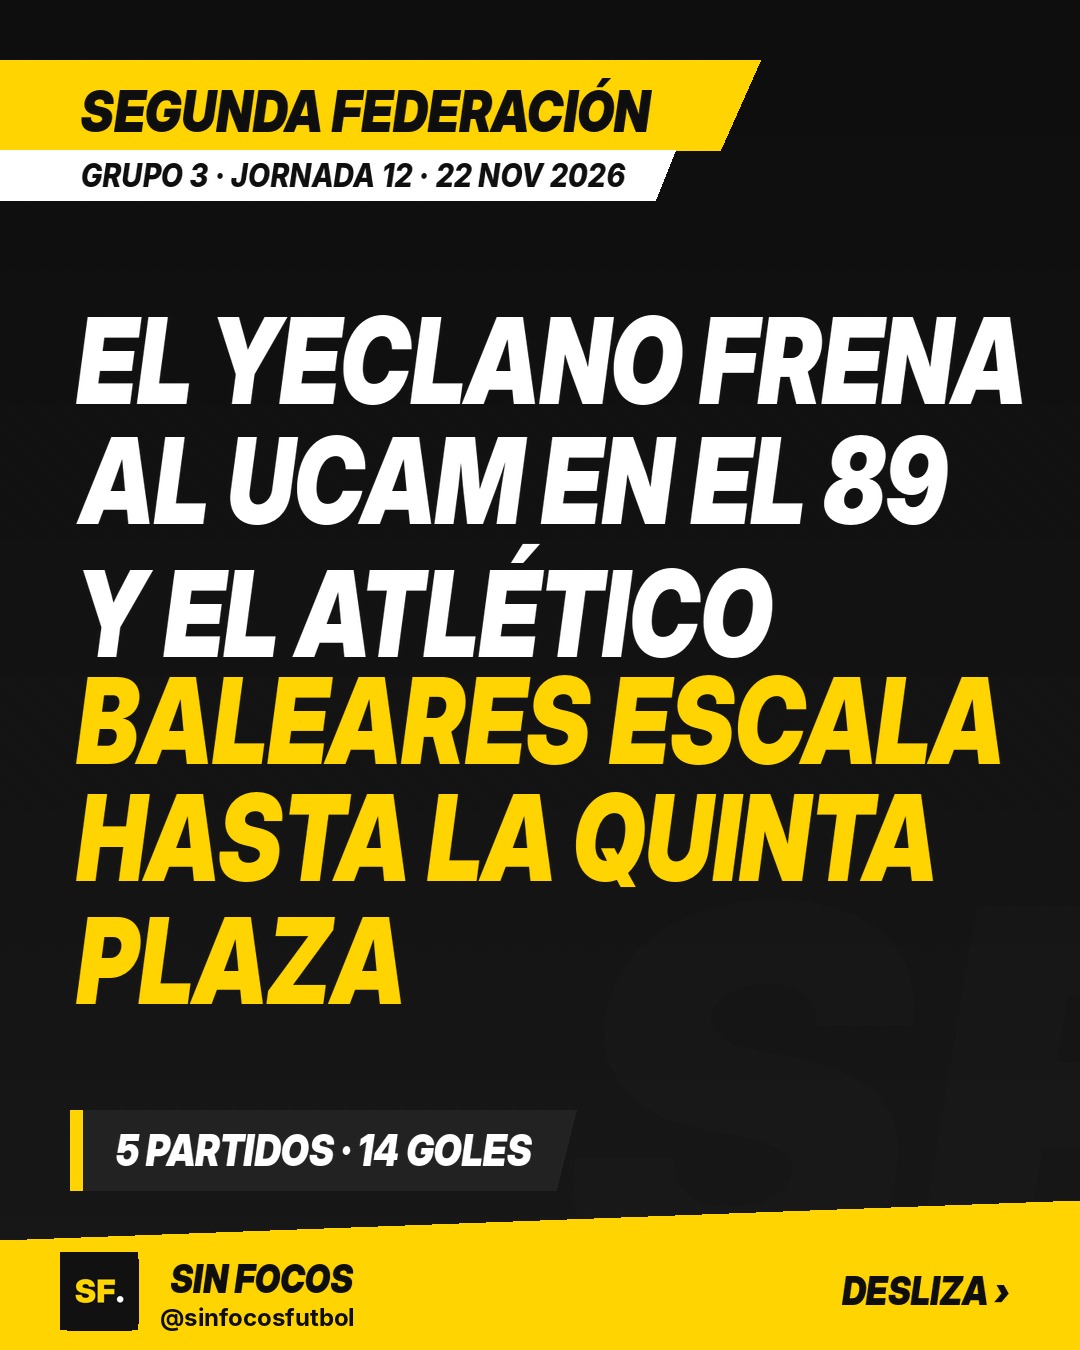 SEGUNDA FEDERACIÓN
GRUPO 3 · JORNADA 12 · 22 NOV 2026
EL YECLANO FRENA
AL UCAM EN EL 89
Y EL ATLÉTICO
BALEARES ESCALA
HASTA LA QUINTA
PLAZA
5 PARTIDOS · 14 GOLES
SF.
SIN FOCOS
@sinfocosfutbol
DESLIZA ›
SF